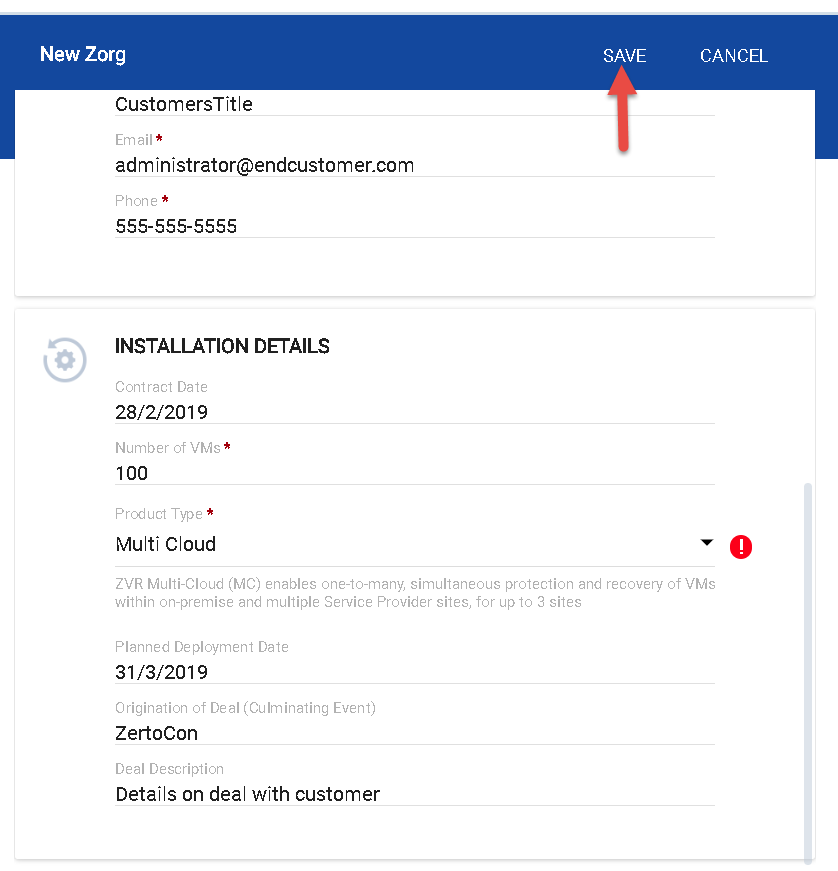 New Zorg
SAVE
CANCEL
CustomersTitle
Email *
administrator@endcustomer.com
Phone *
555-555-5555
INSTALLATION DETAILS
Contract Date
28/2/2019
Number of VMs *
100
Product Type *
Multi Cloud
ZVR Multi-Cloud (MC) enables one-to-many, simultaneous protection and recovery of VMs
within on-premise and multiple Service Provider sites, for up to 3 sites
Planned Deployment Date
31/3/2019
Origination of Deal (Culminating Event)
ZertoCon
Deal Description
Details on deal with customer